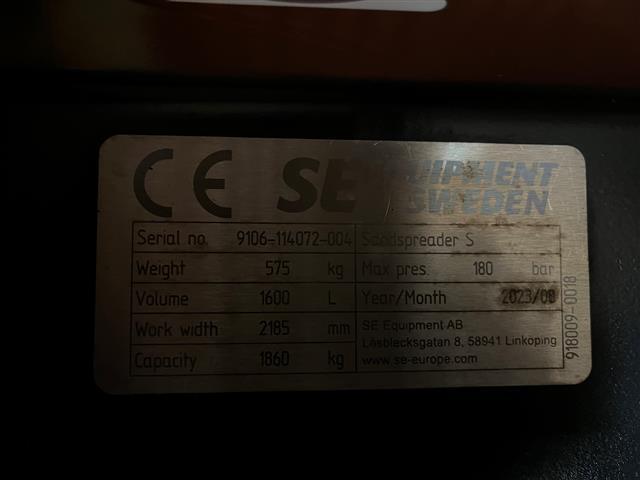 CE SE EQUIPMENT
SWEDEN
Serial no. 9106-114072-004 Sandspreader S
Weight 575 kg Max pres. 180 bar
Volume 1600 L Year/Month
Work width 2185 mm SE Equipment AB
Lösblecksgatan 8, 58941 Linköping
Capacity 1860 kg www.se-europe.com
918009-0018